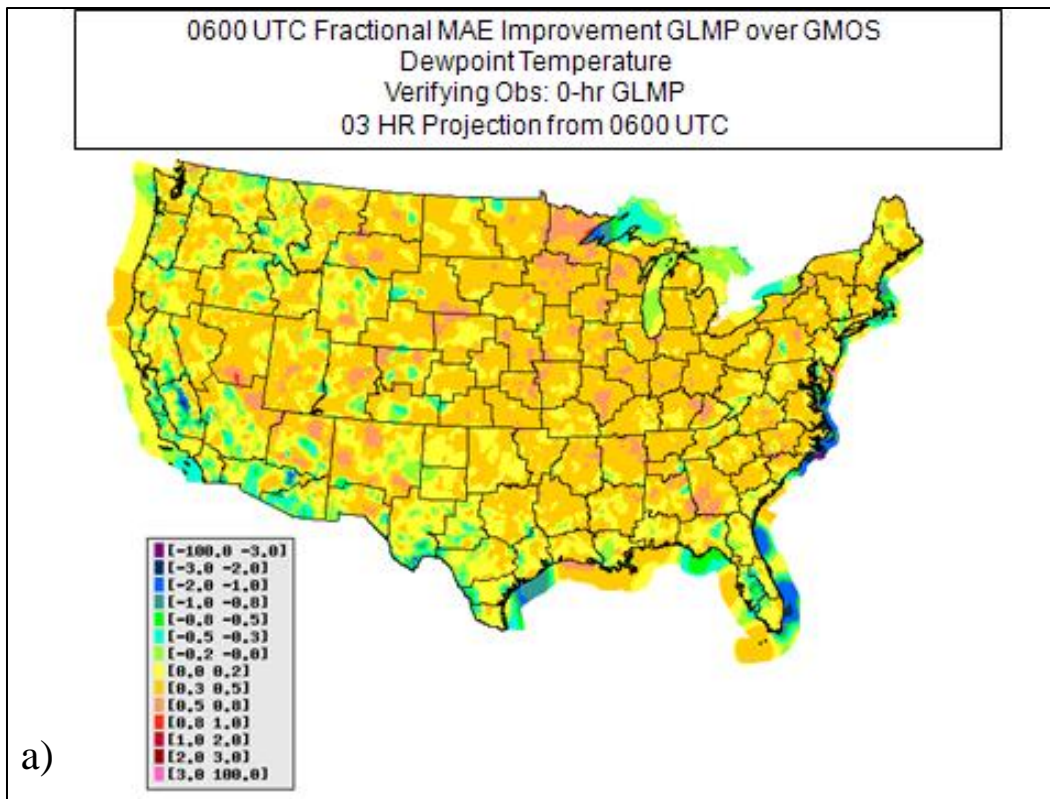 0600 UTC Fractional MAE Improvement GLMP over GMOS
Dewpoint Temperature
Verifying Obs: 0-hr GLMP
03 HR Projection from 0600 UTC
[-100.0 -3.0]
[-3.0 -2.0]
[-2.0 -1.0]
[-1.0 -0.8]
[-0.8 -0.5]
[-0.5 -0.3]
[-0.2 -0.0]
[0.0 0.2]
[0.3 0.5]
[0.5 0.8]
[0.8 1.0]
[1.0 2.0]
[2.0 3.0]
[3.0 100.0]
a)